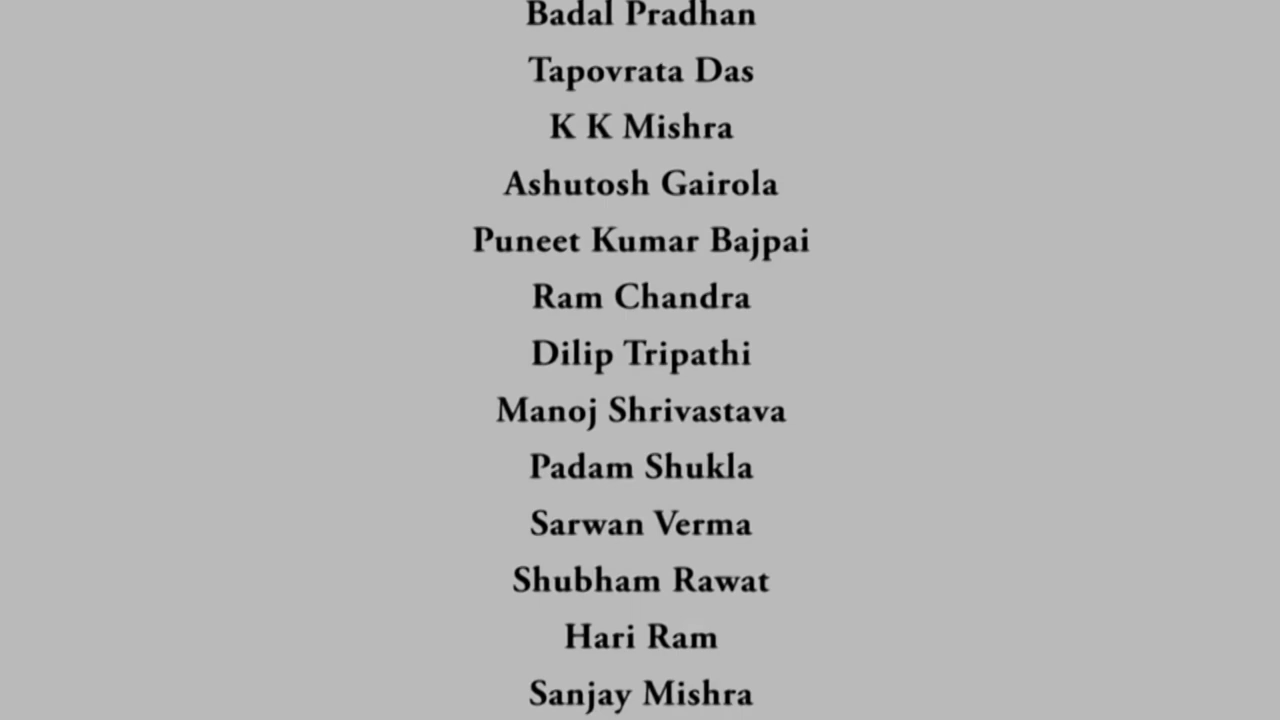 Badal Pradhan
Tapovrata Das
K K Mishra
Ashutosh Gairola
Puneet Kumar Bajpai
Ram Chandra
Dilip Tripathi
Manoj Shrivastava
Padam Shukla
Sarwan Verma
Shubham Rawat
Hari Ram
Sanjay Mishra